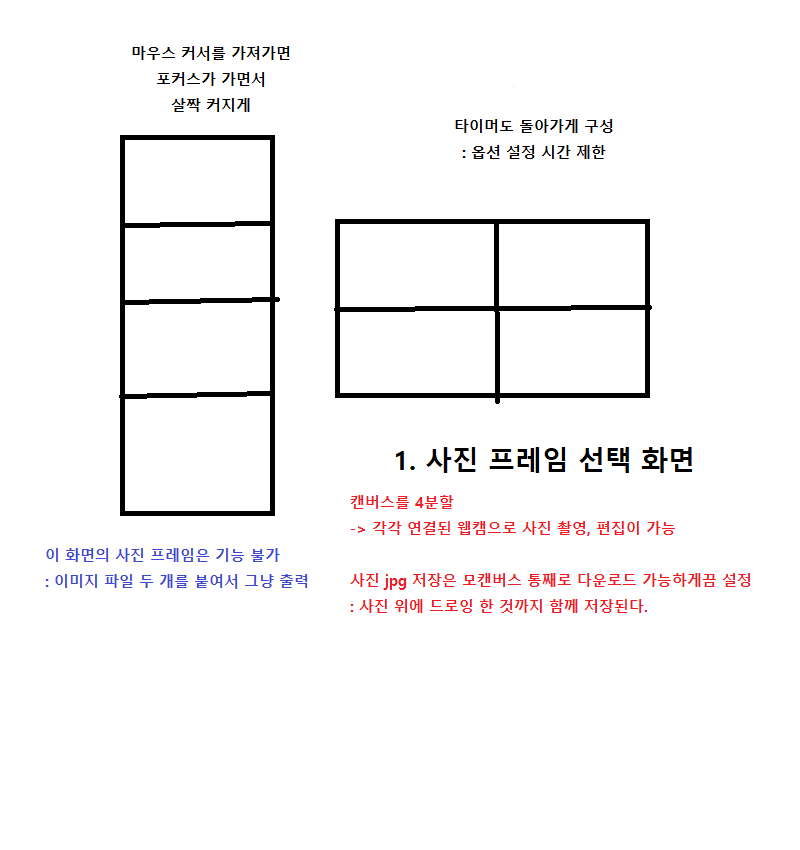 마우스 커서를 가져가면
포커스가 가면서
살짝 커지게
타이머도 돌아가게 구성
: 옵션 설정 시간 제한
1. 사진 프레임 선택 화면
캔버스를 4분할
-> 각각 연결된 웹캠으로 사진 촬영, 편집이 가능
이 화면의 사진 프레임은 기능 불가
: 이미지 파일 두 개를 붙여서 그냥 출력
사진 jpg 저장은 모캔버스 통째로 다운로드 가능하게끔 설정
: 사진 위에 드로잉 한 것까지 함께 저장된다.